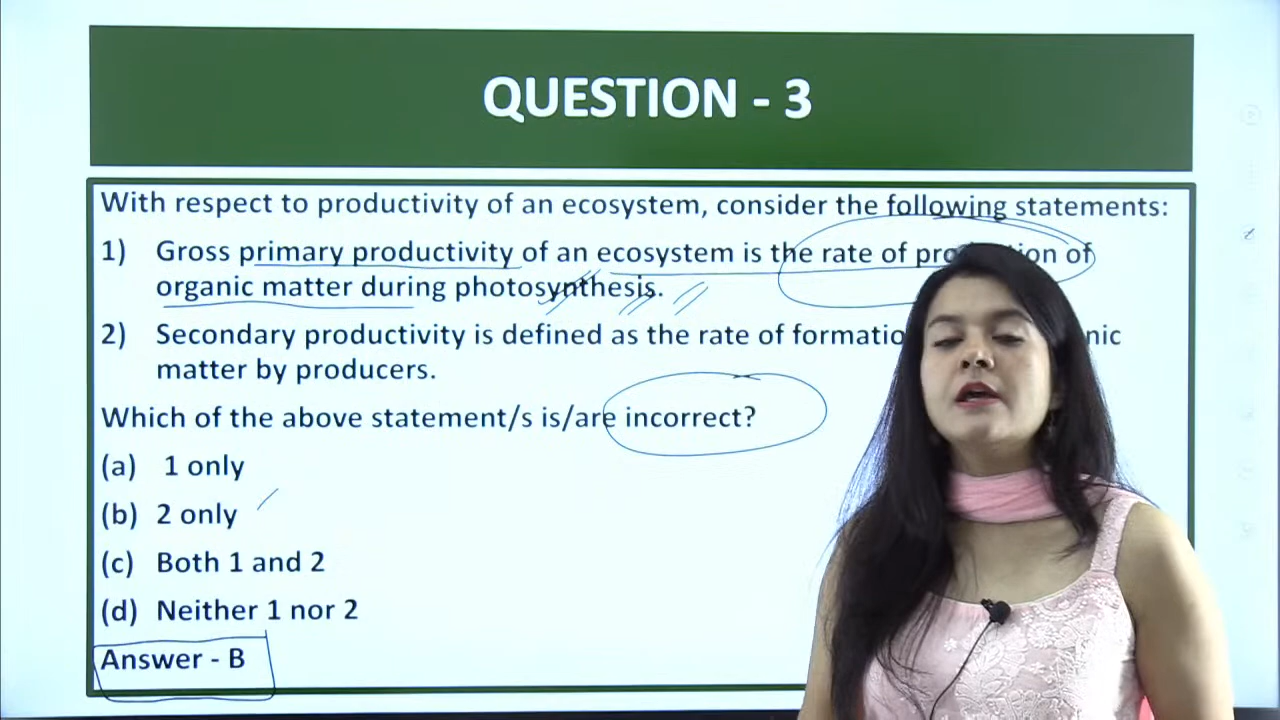 QUESTION - 3
With respect to productivity of an ecosystem, consider the following statements:
1) Gross primary productivity of an ecosystem is the rate of of
organic matter during photosynthesis.
2) Secondary productivity is defined as the rate of
matter by producers.
Which of the above statement/s is/are incorrect?
(a) 1 only
(b) 2 only
(c) Both 1 and 2
(d) Neither 1 nor 2
Answer - B